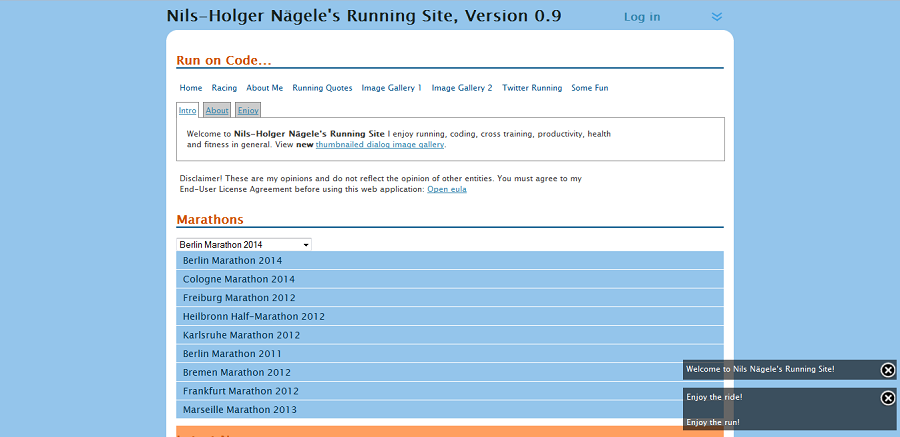 Nils-Holger Nägele's Running Site, Version 0.9
Log in
Run on Code...
Home Racing About Me Running Quotes Image Gallery 1 Image Gallery 2 Twitter Running Some Fun
Intro About Enjoy
Welcome to Nils-Holger Nägele's Running Site I enjoy running, coding, cross training, productivity, health
and fitness in general. View new thumbnailed dialog image gallery.
Disclaimer! These are my opinions and do not reflect the opinion of other entities. You must agree to my
End-User License Agreement before using this web application: Open eula
Marathons
Berlin Marathon 2014
Berlin Marathon 2014
Cologne Marathon 2014
Freiburg Marathon 2012
Heilbronn Half-Marathon 2012
Karlsruhe Marathon 2012
Berlin Marathon 2011
Bremen Marathon 2012
Frankfurt Marathon 2012
Marseille Marathon 2013
Welcome to Nils Nägele's Running Site!
Enjoy the ride!
Enjoy the run!